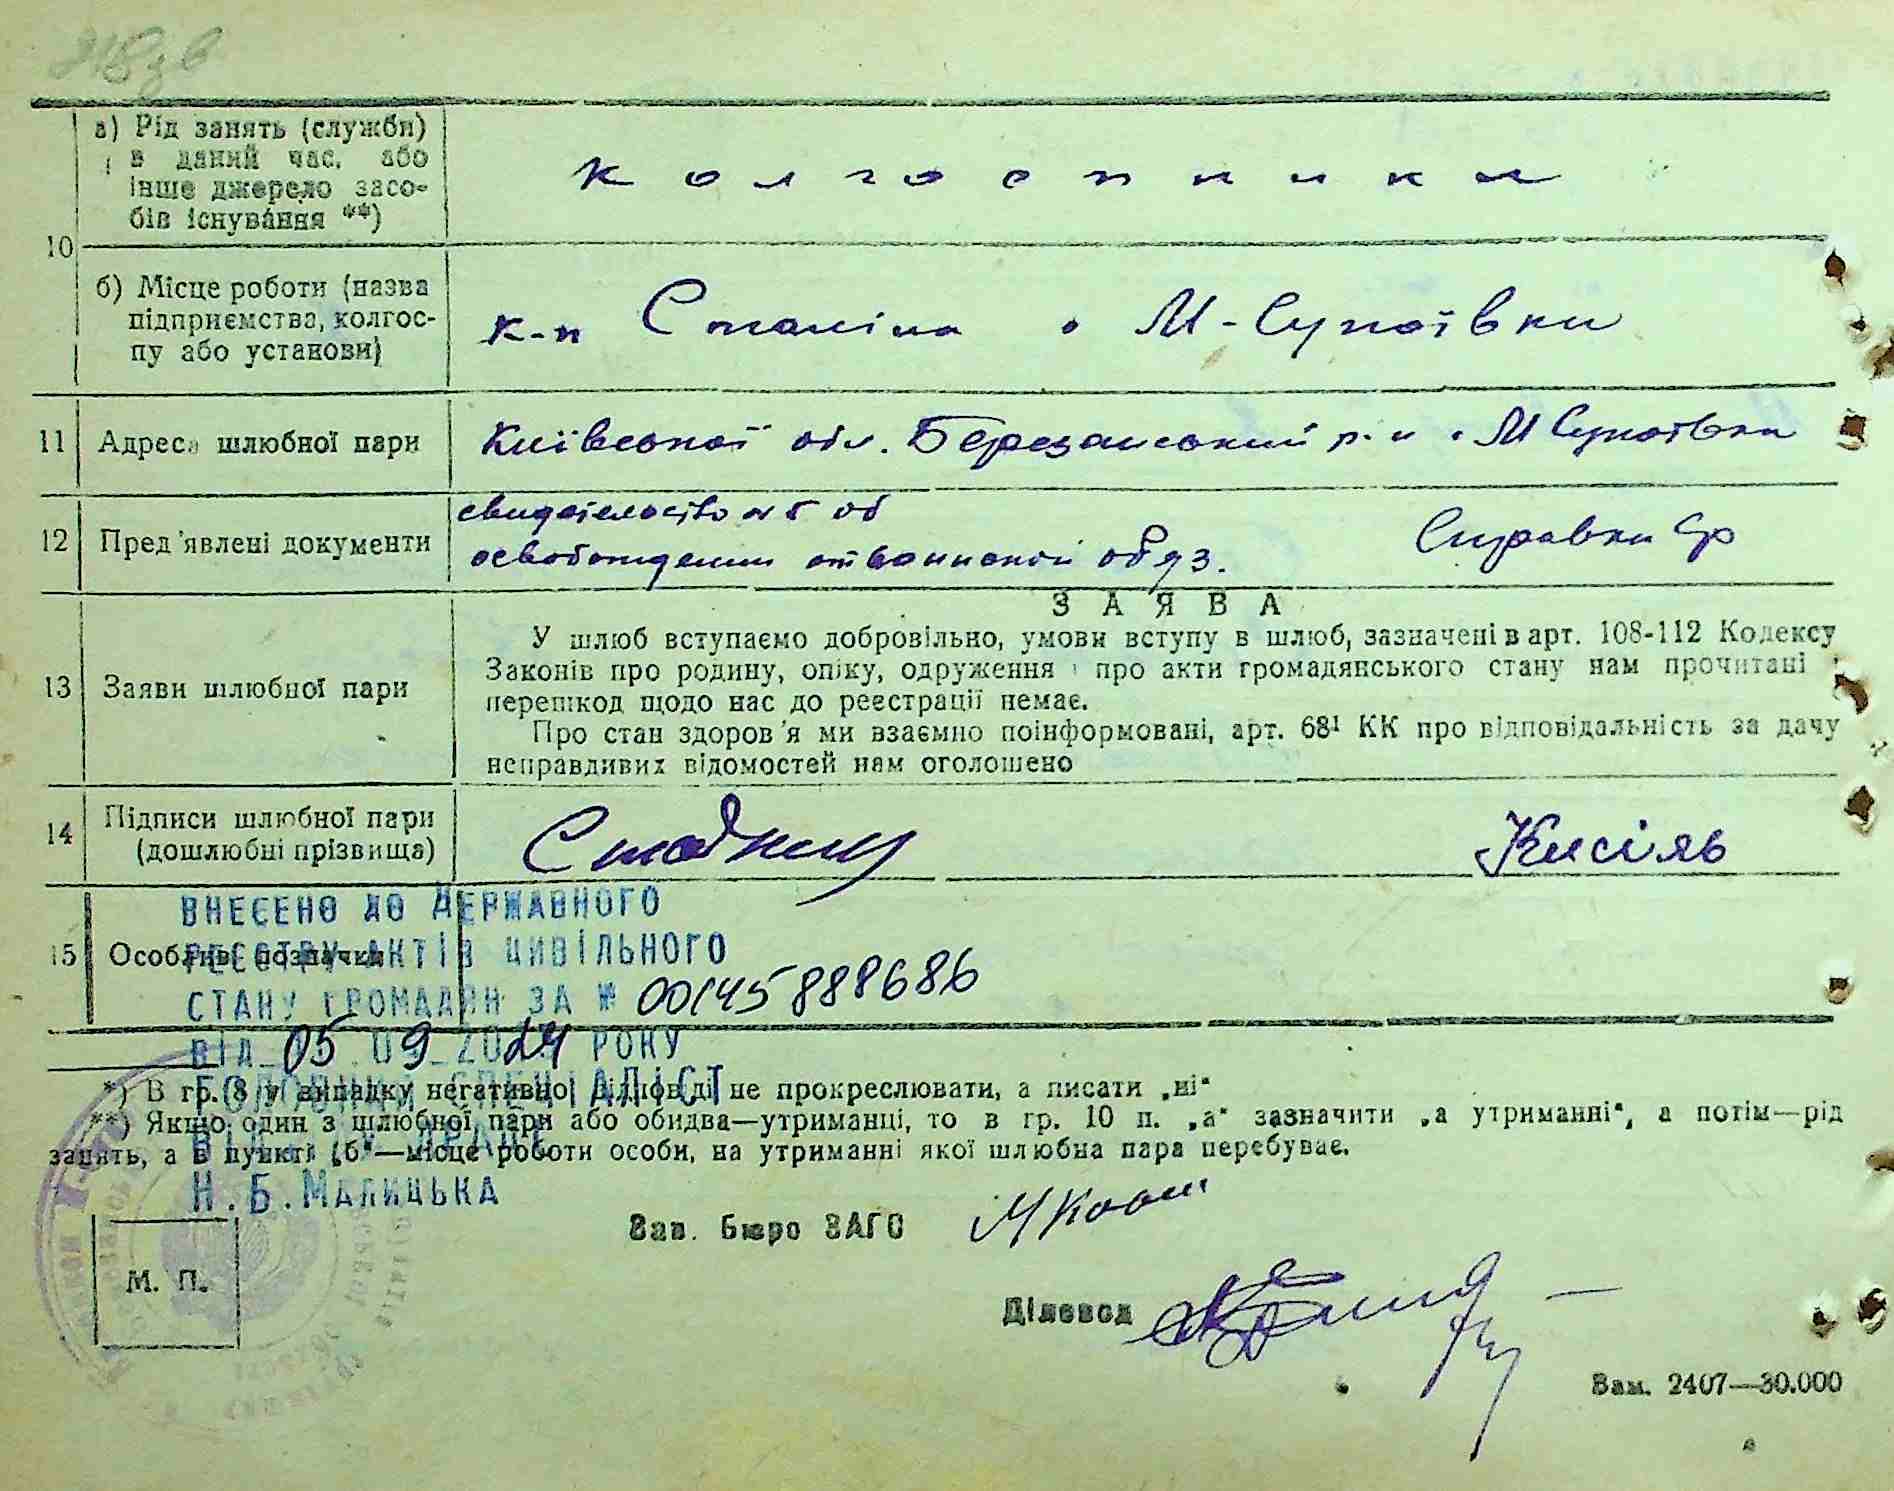 10
а) Рід занять (служби)
в даний час, або
інше джерело засо-
бів існування **)
колгоспники
б) Місце роботи (назва
підприємства, колгос-
пу або установи)
к-п Сталіна с М-Супоївки
11 Адреса шлюбної пари
Київської обл. Березанський р-н с М Супоївка
12 Пред'явлені документи
свидетельство №5 об
освобождении от воинской обяз.
Справка Ср
ЗАЯВА
13 Заяви шлюбної пари
У шлюб вступаємо добровільно, умови вступу в шлюб, зазначені в арт. 108-112 Кодексу
Законів про родину, опіку, одруження і про акти громадянського стану нам прочитані і
перешкод щодо нас до реєстрації немає.
Про стан здоров'я ми взаємно поінформовані, арт. 68¹ КК про відповідальність за дачу
неправдивих відомостей нам оголошено
14 Підписи шлюбної пари
(дошлюбні прізвища)
Стадник
Кисіль
15 Особливі позначки
ВНЕСЕНО ДО ДЕРЖАВНОГО
РЕЄСТРУ АКТІВ ЦИВІЛЬНОГО
СТАНУ ГРОМАДЯН ЗА № 00145888686
ВІД 05.09.2024 РОКУ
ГОЛОВНИЙ СПЕЦІАЛІСТ
Н.Б.МАЛИЦЬКА
*) В гр. 8 у випадку негативної відповіді не прокреслювати, а писати „ні“
**) Якщо один з шлюбної пари або обидва—утриманці, то в гр. 10 п. „а“ зазначити „а утриманні“, а потім—рід
занять, а в пункті „б“—місце роботи особи, на утриманні якої шлюбна пара перебуває.
Зав. Бюро ЗАГС
М. П.
Діловод
Зам. 2407—30.000